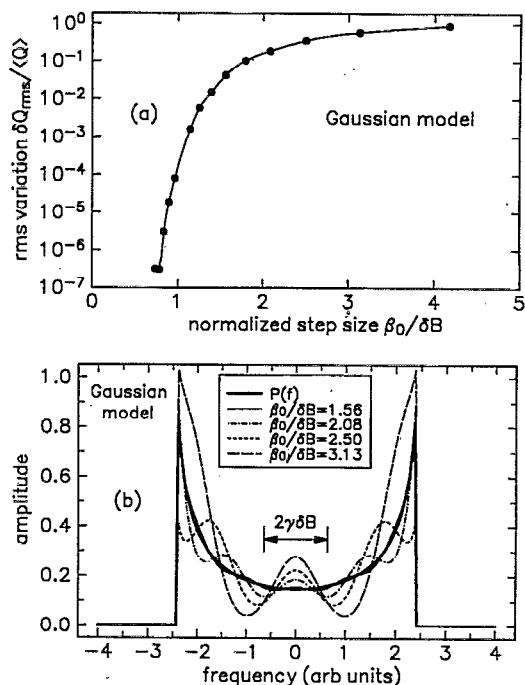 10⁰
10⁻¹
10⁻²
10⁻³
10⁻⁴
10⁻⁵
10⁻⁶
10⁻⁷
rms variation δQrms/⟨Q⟩
(a)
Gaussian model
0 1 2 3 4 5
normalized step size β₀/δB
1.0
0.8
0.6
0.4
0.2
0.0
amplitude
Gaussian
model
(b)
P(f)
β₀/δB=1.56
β₀/δB=2.08
β₀/δB=2.50
β₀/δB=3.13
2γδB
−4 −3 −2 −1 0 1 2 3 4
frequency (arb units)